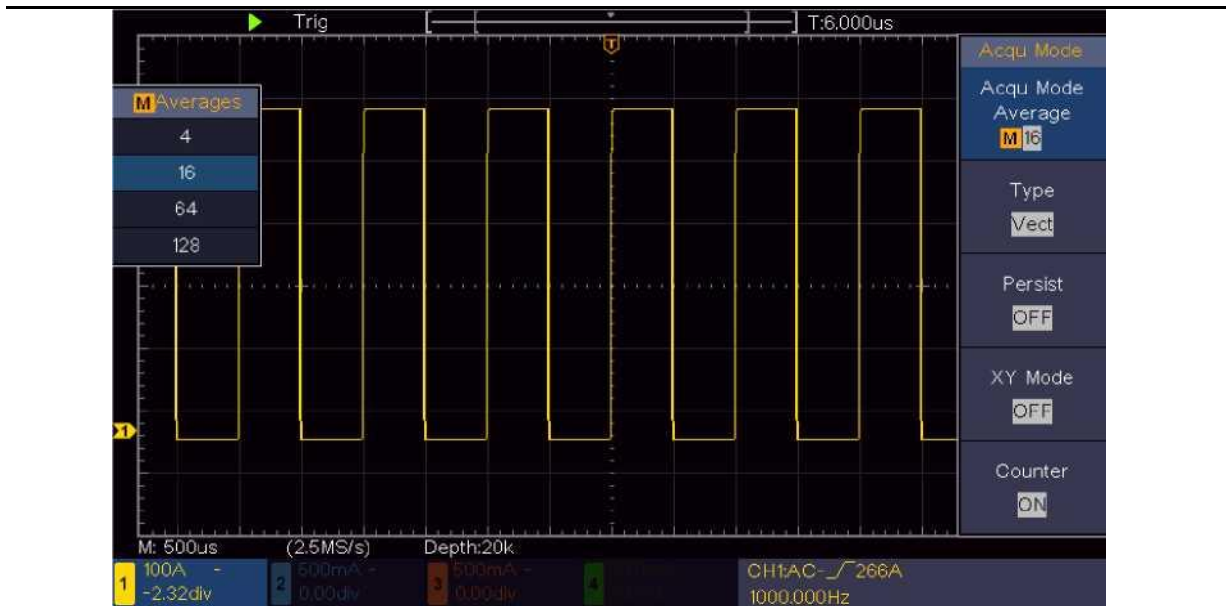 Trig
T:6.000us
T
Acqu Mode
Acqu Mode
Average
M 16
Type
Vect
Persist
OFF
XY Mode
OFF
Counter
ON
M Averages
4
16
64
128
1
M: 500us (2.5MS/s) Depth:20k
1 100A -
-2.32div
2 500mA -
0.00div
3 500mA -
0.00div
4
CH1:AC-_/ 266A
1000.000Hz